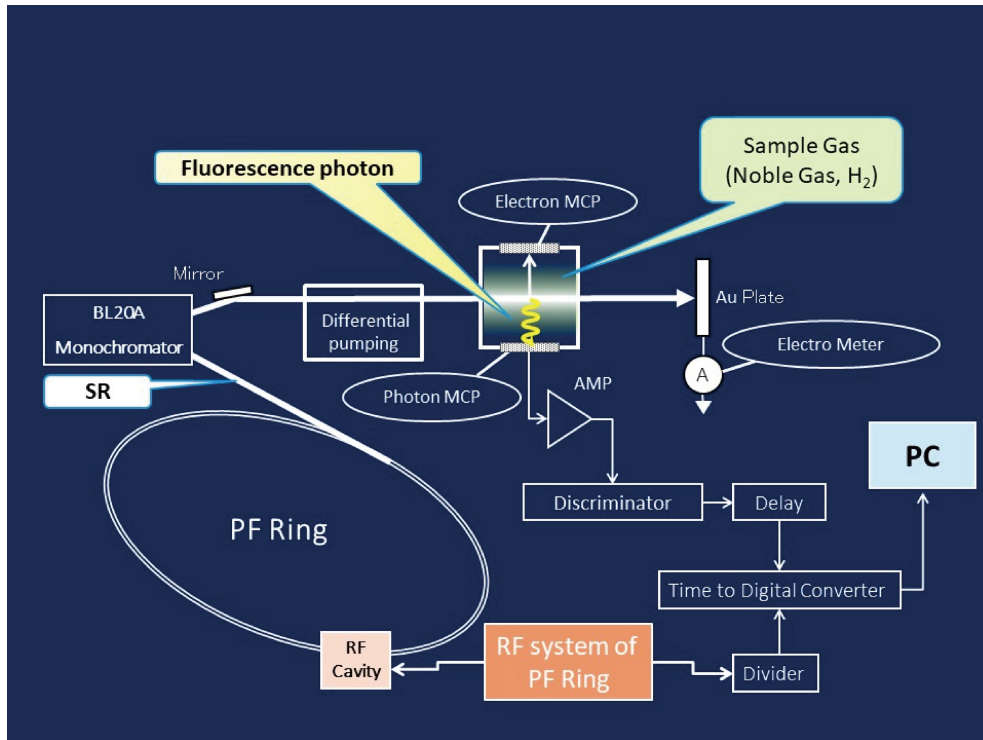 Fluorescence photon
Sample Gas
(Noble Gas, H₂)
Electron MCP
Mirror
BL20A
Monochromator
Differential
pumping
Au Plate
Electro Meter
A
SR
Photon MCP
AMP
PC
PF Ring
Discriminator
Delay
Time to Digital Converter
RF
Cavity
RF system of
PF Ring
Divider